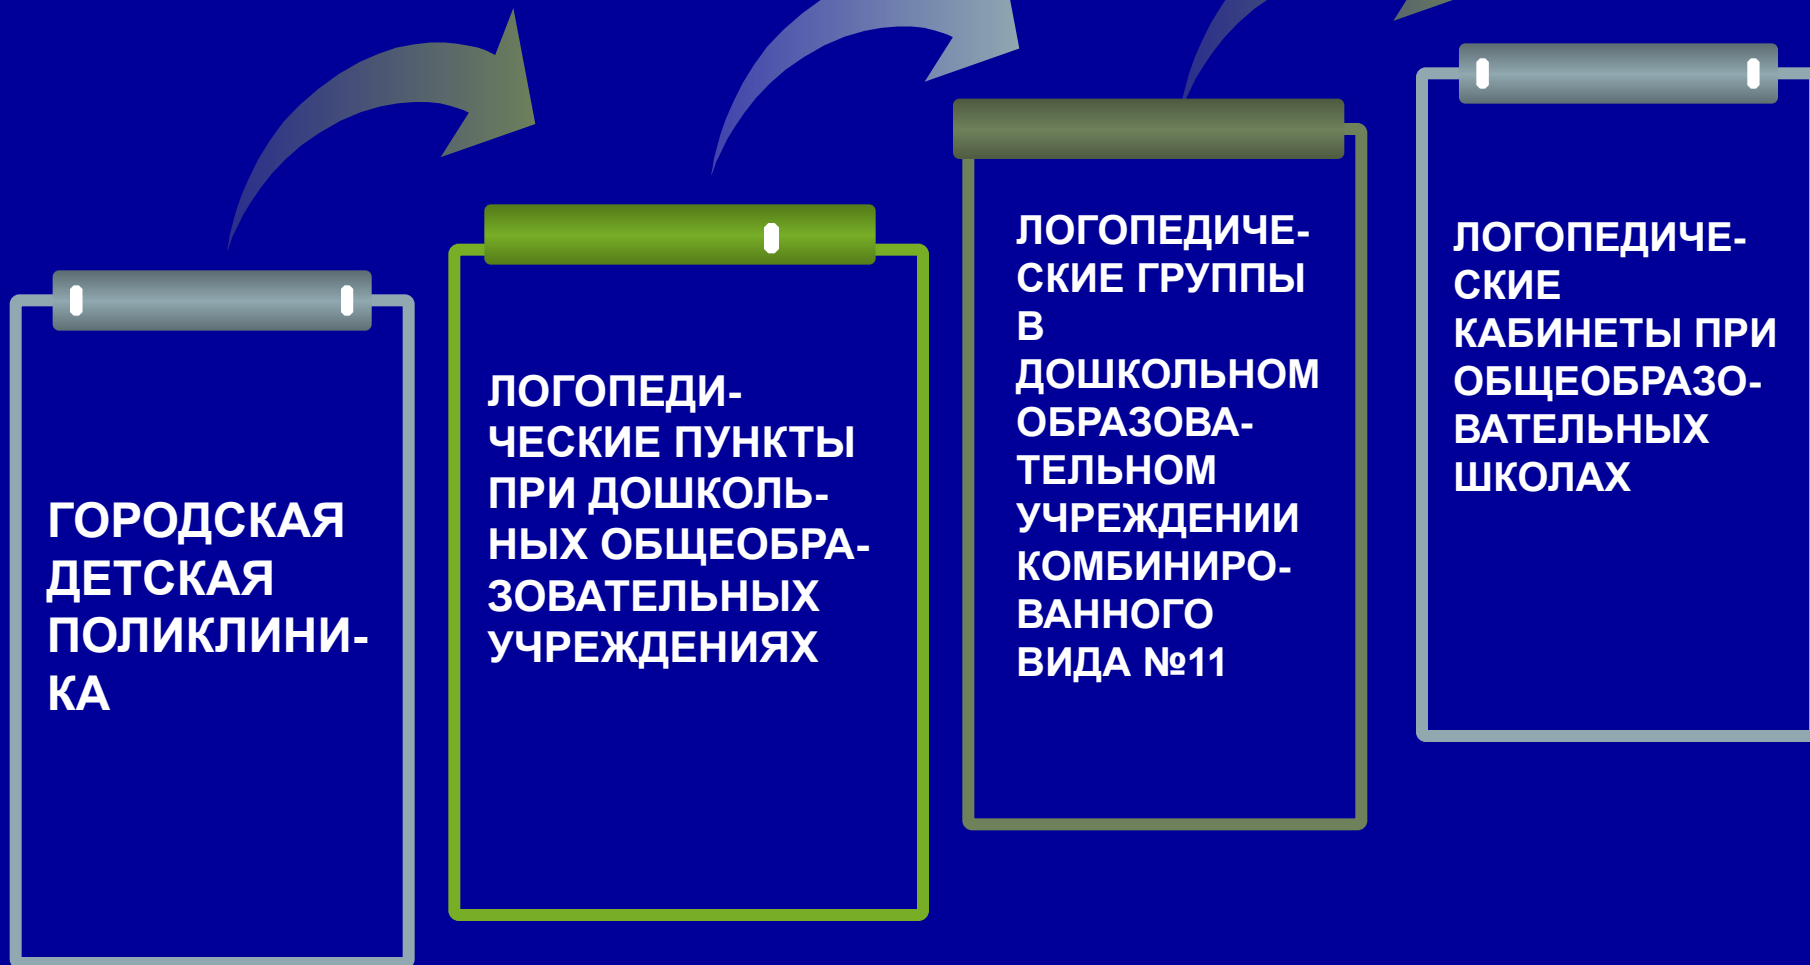 ГОРОДСКАЯ
ДЕТСКАЯ
ПОЛИКЛИНИ-
КА
ЛОГОПЕДИ-
ЧЕСКИЕ ПУНКТЫ
ПРИ ДОШКОЛЬ-
НЫХ ОБЩЕОБРА-
ЗОВАТЕЛЬНЫХ
УЧРЕЖДЕНИЯХ
ЛОГОПЕДИЧЕ-
СКИЕ ГРУППЫ
В
ДОШКОЛЬНОМ
ОБРАЗОВА-
ТЕЛЬНОМ
УЧРЕЖДЕНИИ
КОМБИНИРО-
ВАННОГО
ВИДА №11
ЛОГОПЕДИЧЕ-
СКИЕ
КАБИНЕТЫ ПРИ
ОБЩЕОБРАЗО-
ВАТЕЛЬНЫХ
ШКОЛАХ